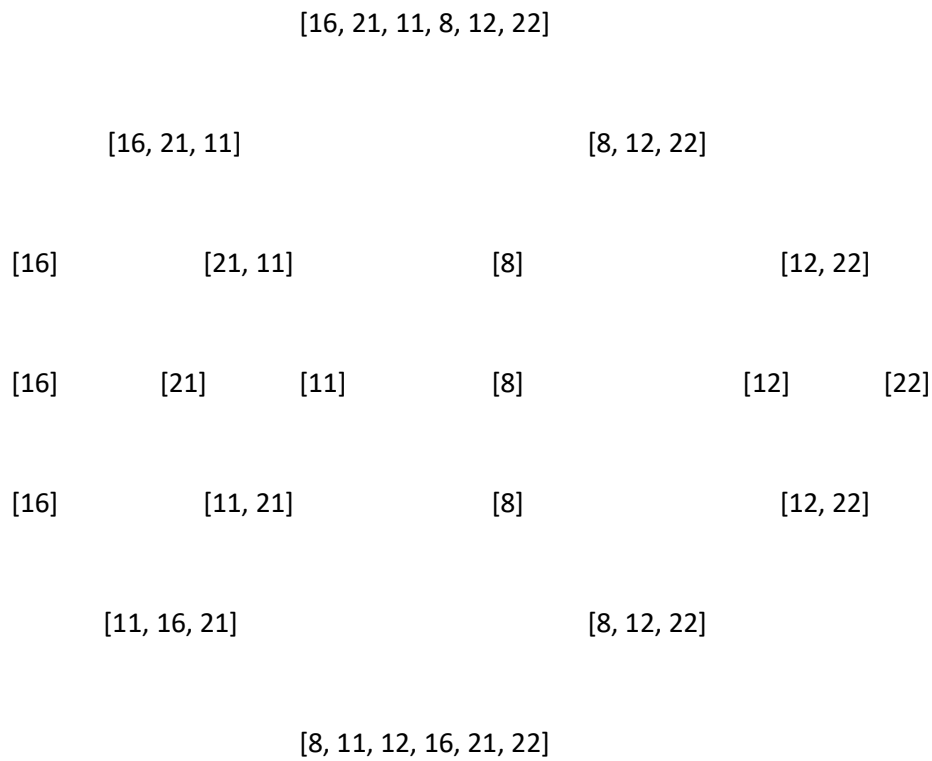 [16, 21, 11, 8, 12, 22]
[16, 21, 11] [8, 12, 22]
[16] [21, 11] [8] [12, 22]
[16] [21] [11] [8] [12] [22]
[16] [11, 21] [8] [12, 22]
[11, 16, 21] [8, 12, 22]
[8, 11, 12, 16, 21, 22]